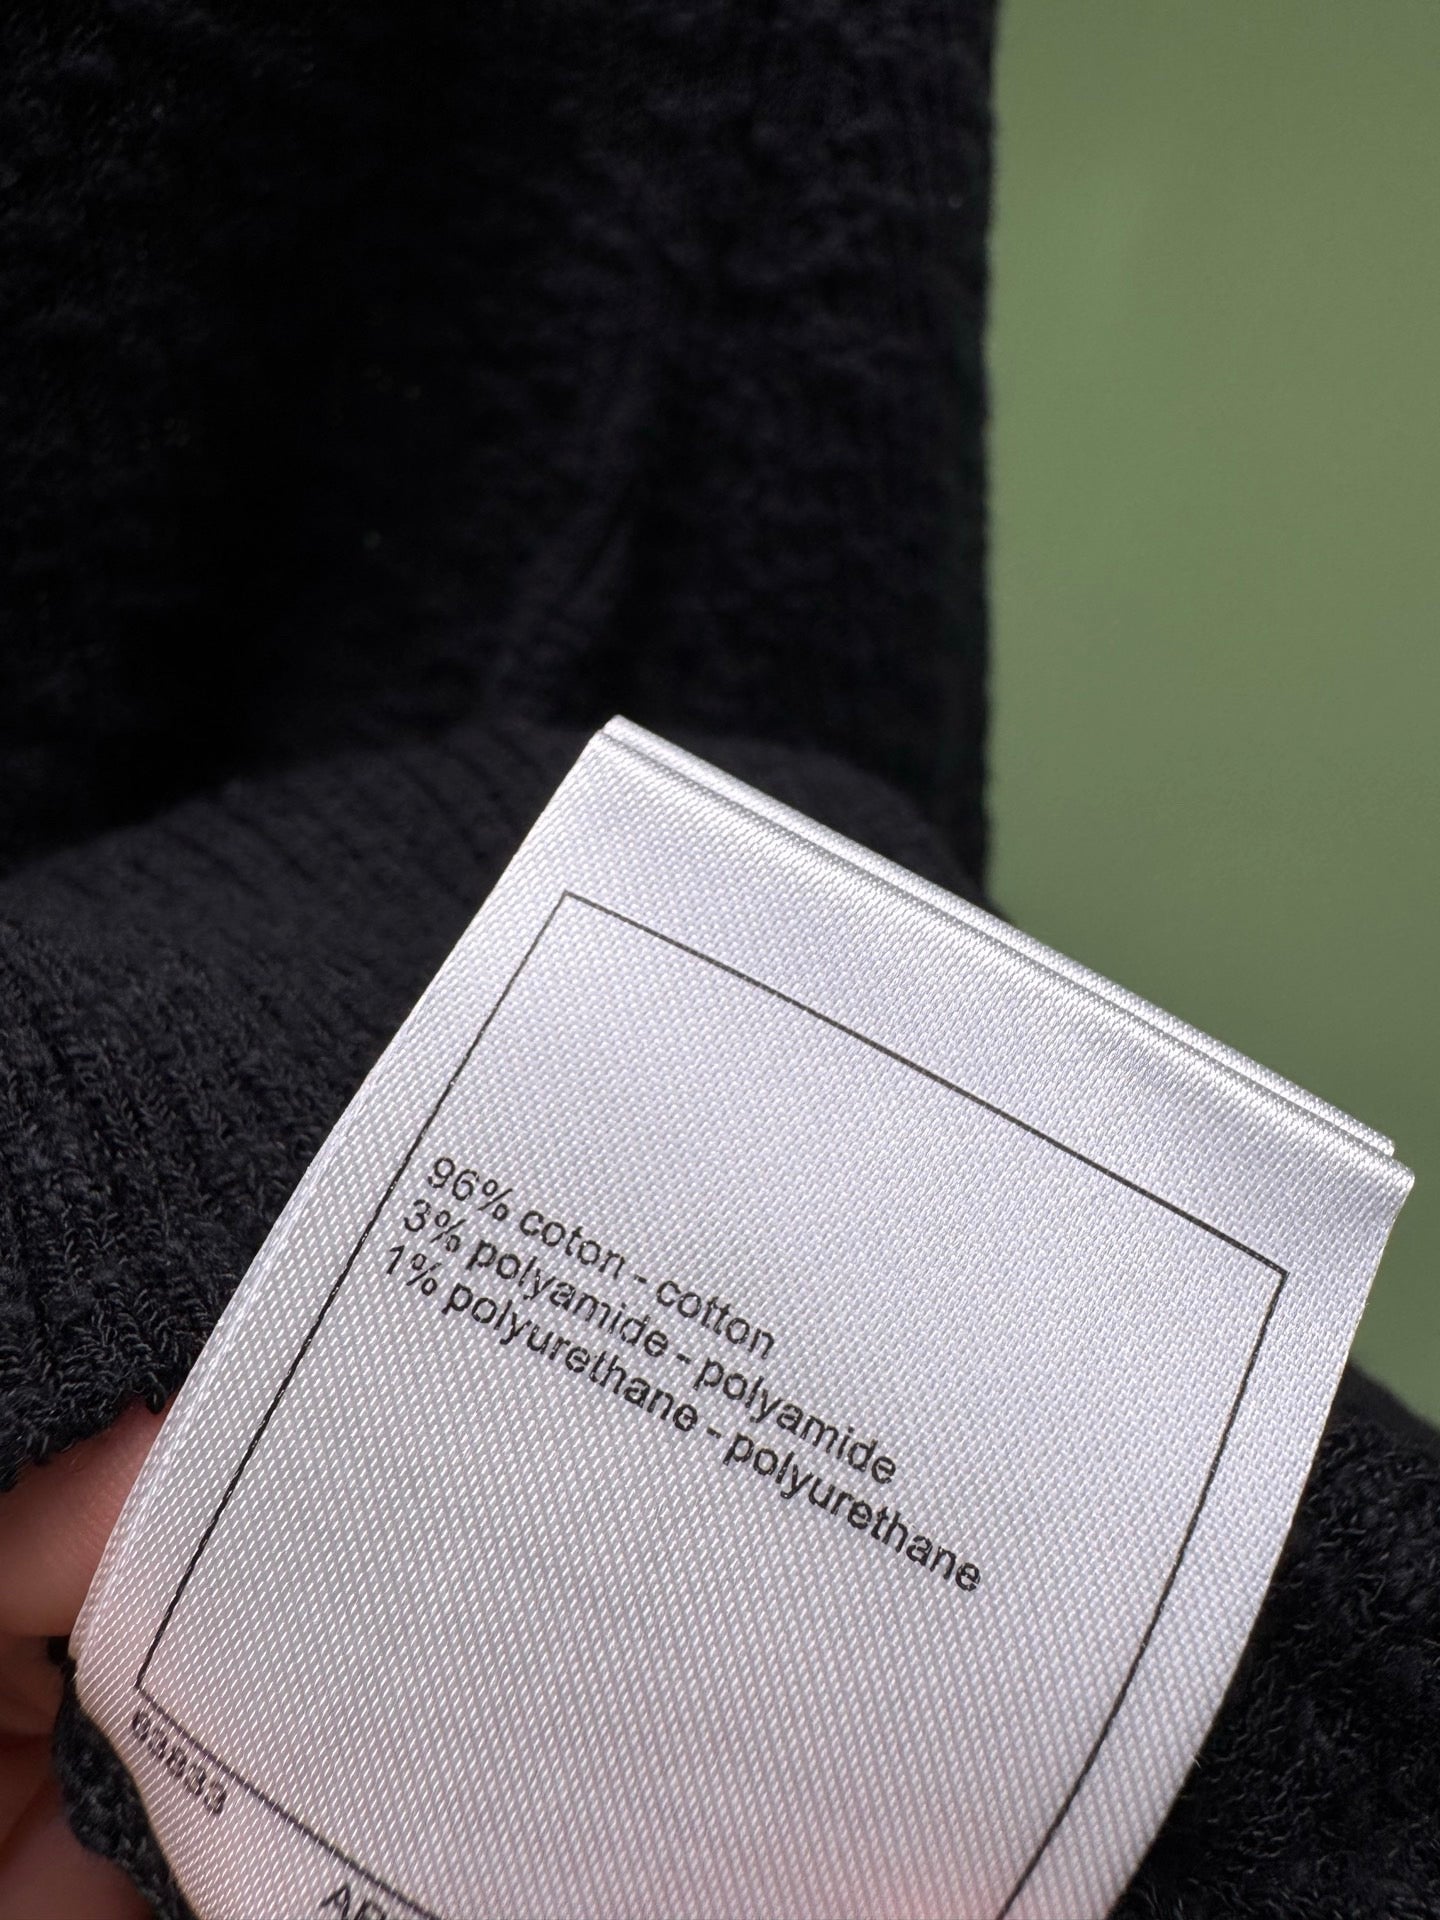 96% coton - cotton
3% polyamide - polyamide
1% polyurethane - polyurethane